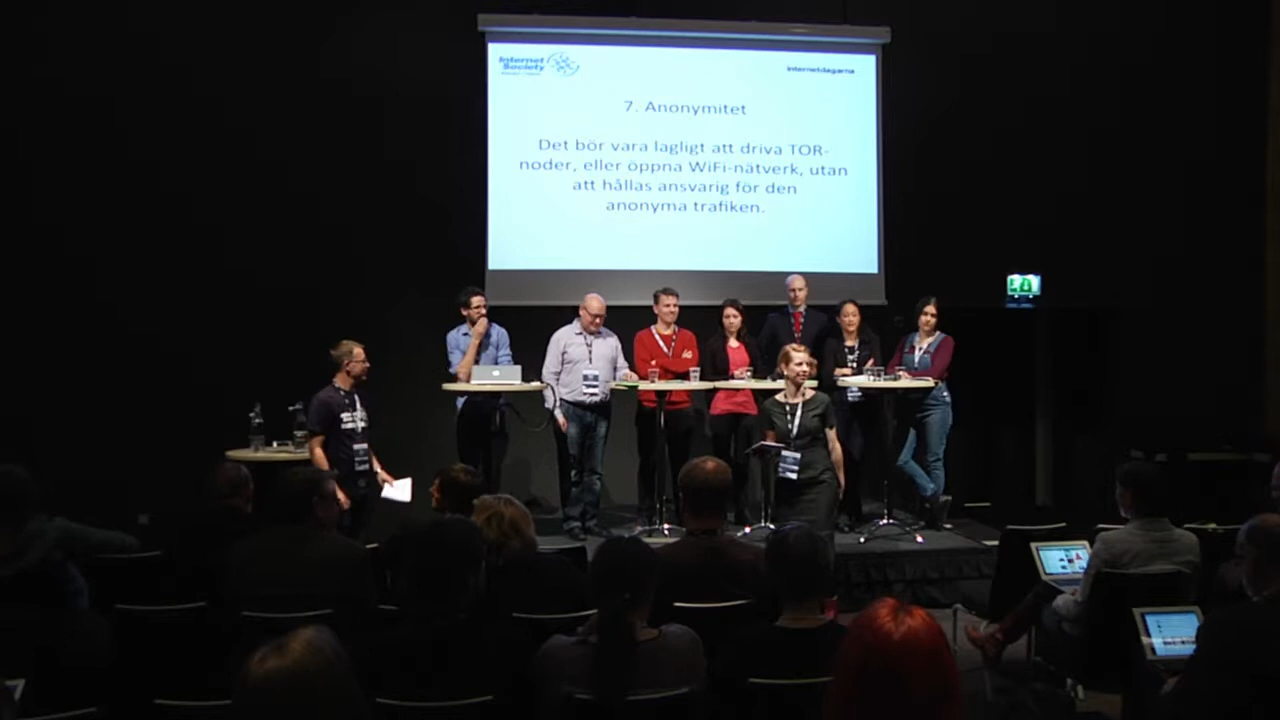 Internet
Society
internetdagarna
7. Anonymitet
Det bör vara lagligt att driva TOR-
noder, eller öppna WiFi-nätverk, utan
att hållas ansvarig för den
anonyma trafiken.